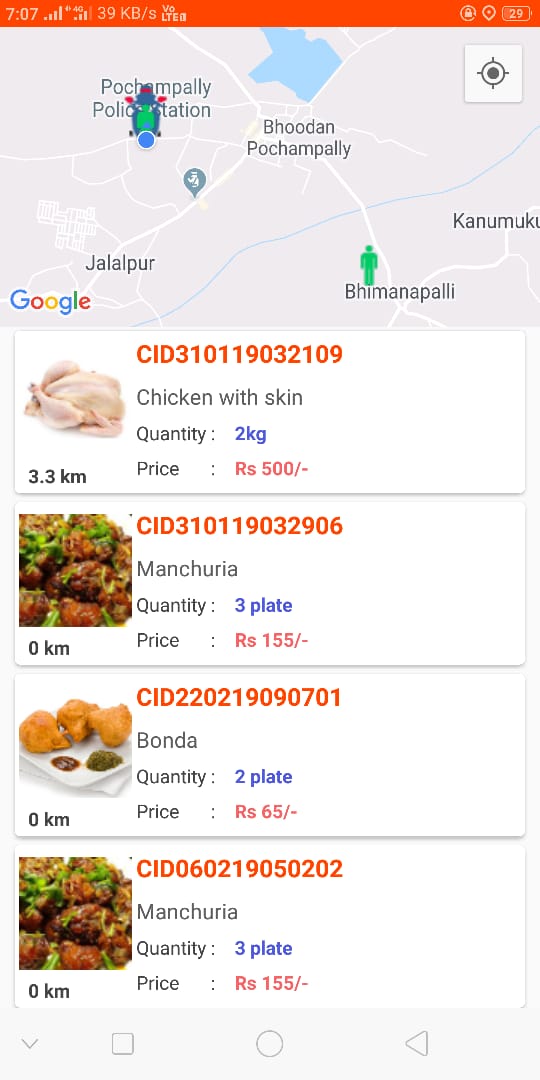 7:07 4G 39 KB/s Vo LTE 29
Pochampally
Police Station
Bhoodan
Pochampally
Kanumuku
Jalalpur
Bhimanapalli
Google
CID310119032109
Chicken with skin
Quantity : 2kg
Price : Rs 500/-
3.3 km
CID310119032906
Manchuria
Quantity : 3 plate
Price : Rs 155/-
0 km
CID220219090701
Bonda
Quantity : 2 plate
Price : Rs 65/-
0 km
CID060219050202
Manchuria
Quantity : 3 plate
Price : Rs 155/-
0 km